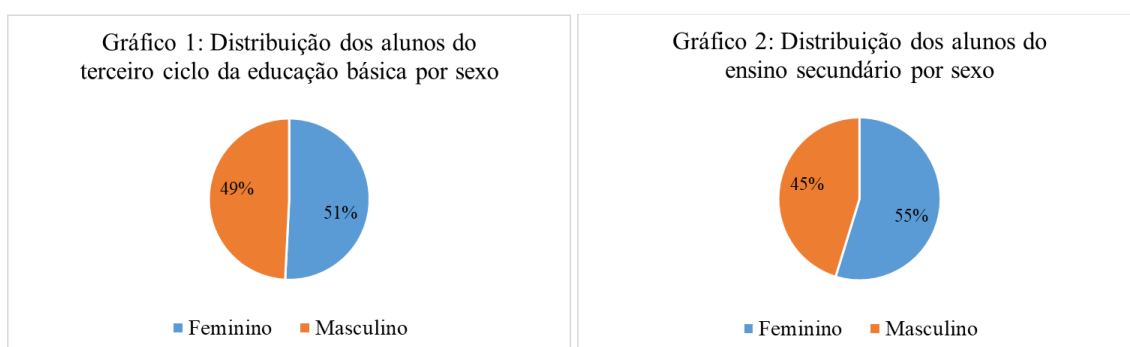 Gráfico 1: Distribuição dos alunos do
terceiro ciclo da educação básica por sexo
49%
51%
Feminino
Masculino
Gráfico 2: Distribuição dos alunos do
ensino secundário por sexo
45%
55%
Feminino
Masculino